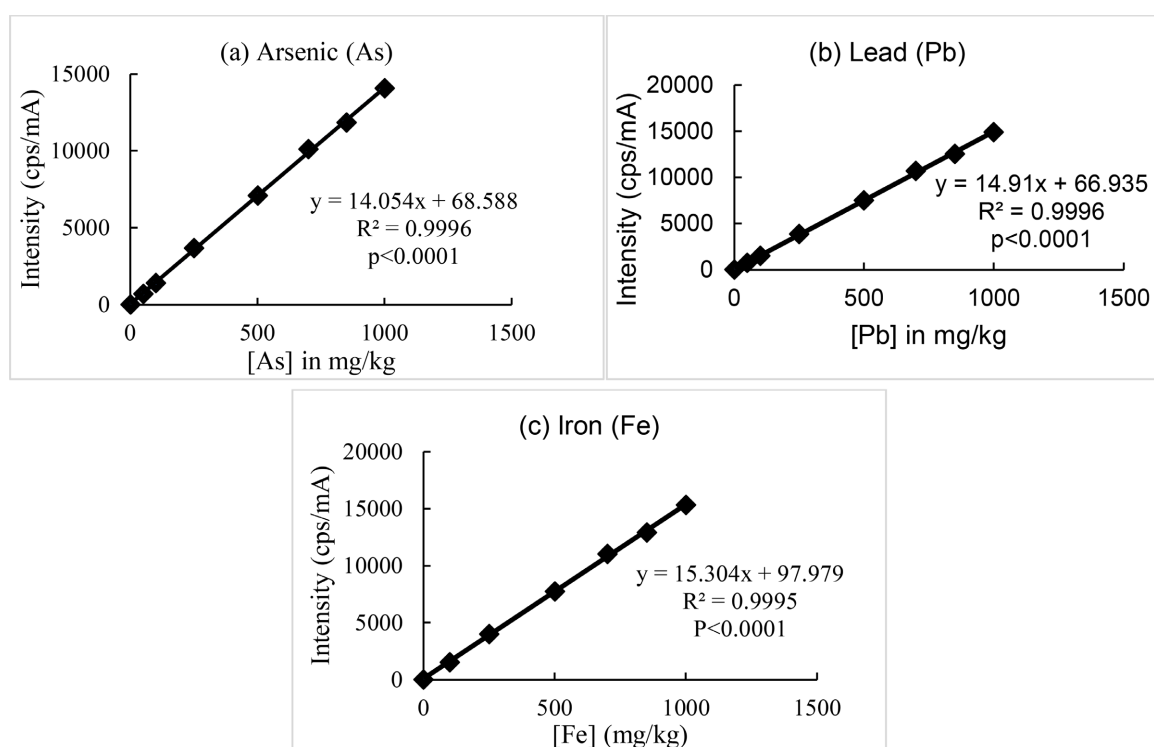 (a) Arsenic (As)
15000
10000
5000
0
Intensity (cps/mA)
y = 14.054x + 68.588
R² = 0.9996
p<0.0001
0 500 1000 1500
[As] in mg/kg
(b) Lead (Pb)
20000
15000
10000
5000
0
Intensity (cps/mA)
y = 14.91x + 66.935
R² = 0.9996
p<0.0001
0 500 1000 1500
[Pb] in mg/kg
(c) Iron (Fe)
20000
15000
10000
5000
0
Intensity (cps/mA)
y = 15.304x + 97.979
R² = 0.9995
P<0.0001
0 500 1000 1500
[Fe] (mg/kg)